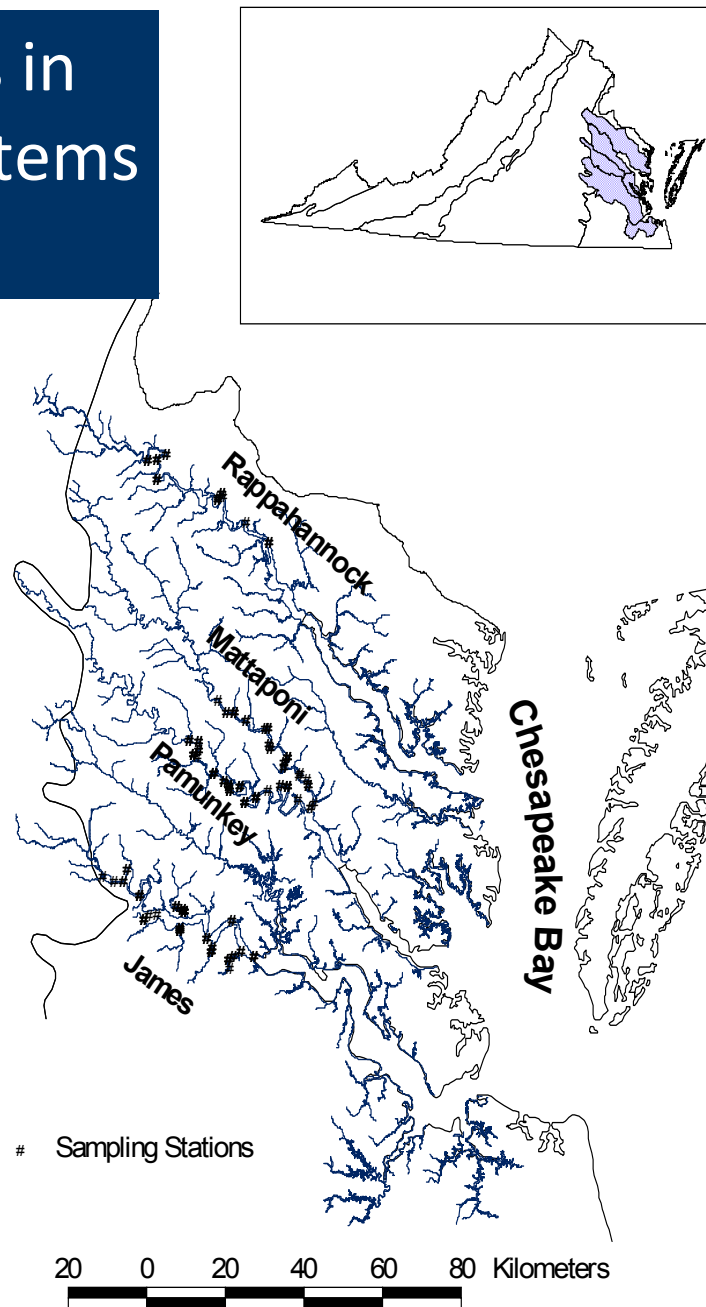 s in
tems
Rappahannock
Mattaponi
Pamunkey
James
Chesapeake Bay
# Sampling Stations
20 0 20 40 60 80 Kilometers